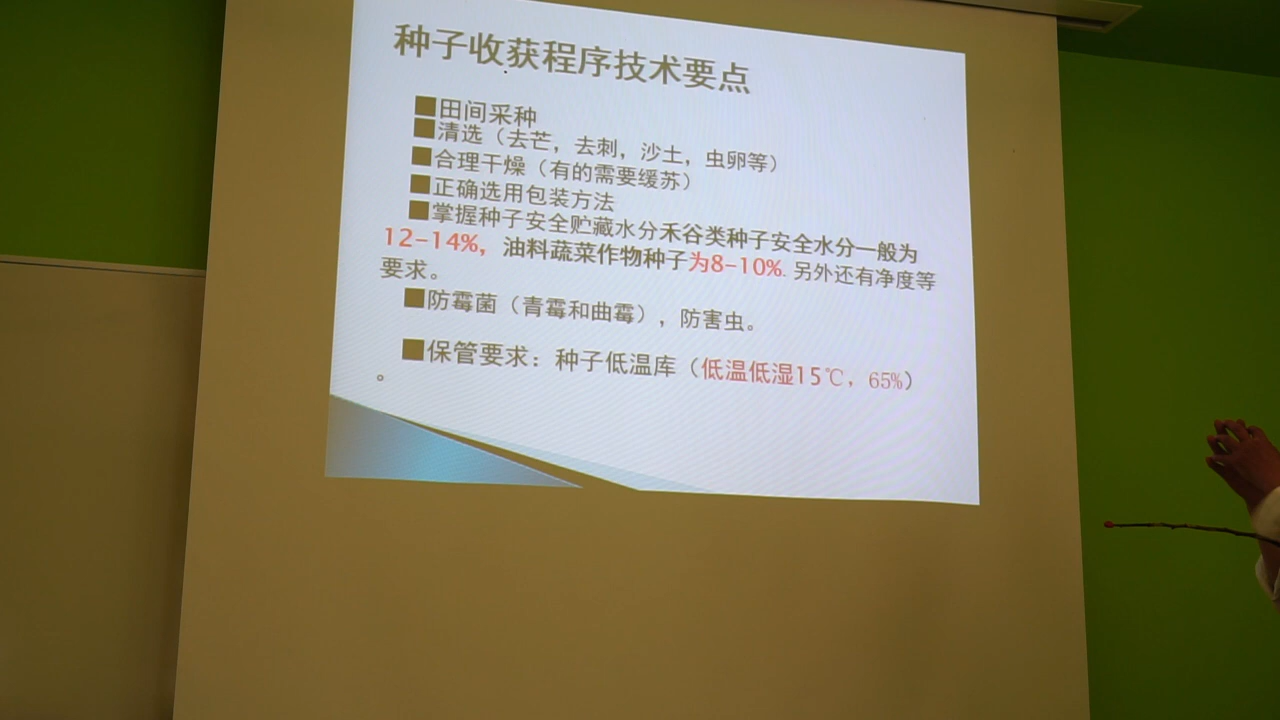 种子收获程序技术要点
■田间采种
■清选（去芒，去刺，沙土，虫卵等）
■合理干燥（有的需要缓苏）
■正确选用包装方法
■掌握种子安全贮藏水分禾谷类种子安全水分一般为
12-14%，油料蔬菜作物种子为8-10%. 另外还有净度等
要求。
■防霉菌（青霉和曲霉），防害虫。
■保管要求：种子低温库（低温低湿15℃，65%）
。